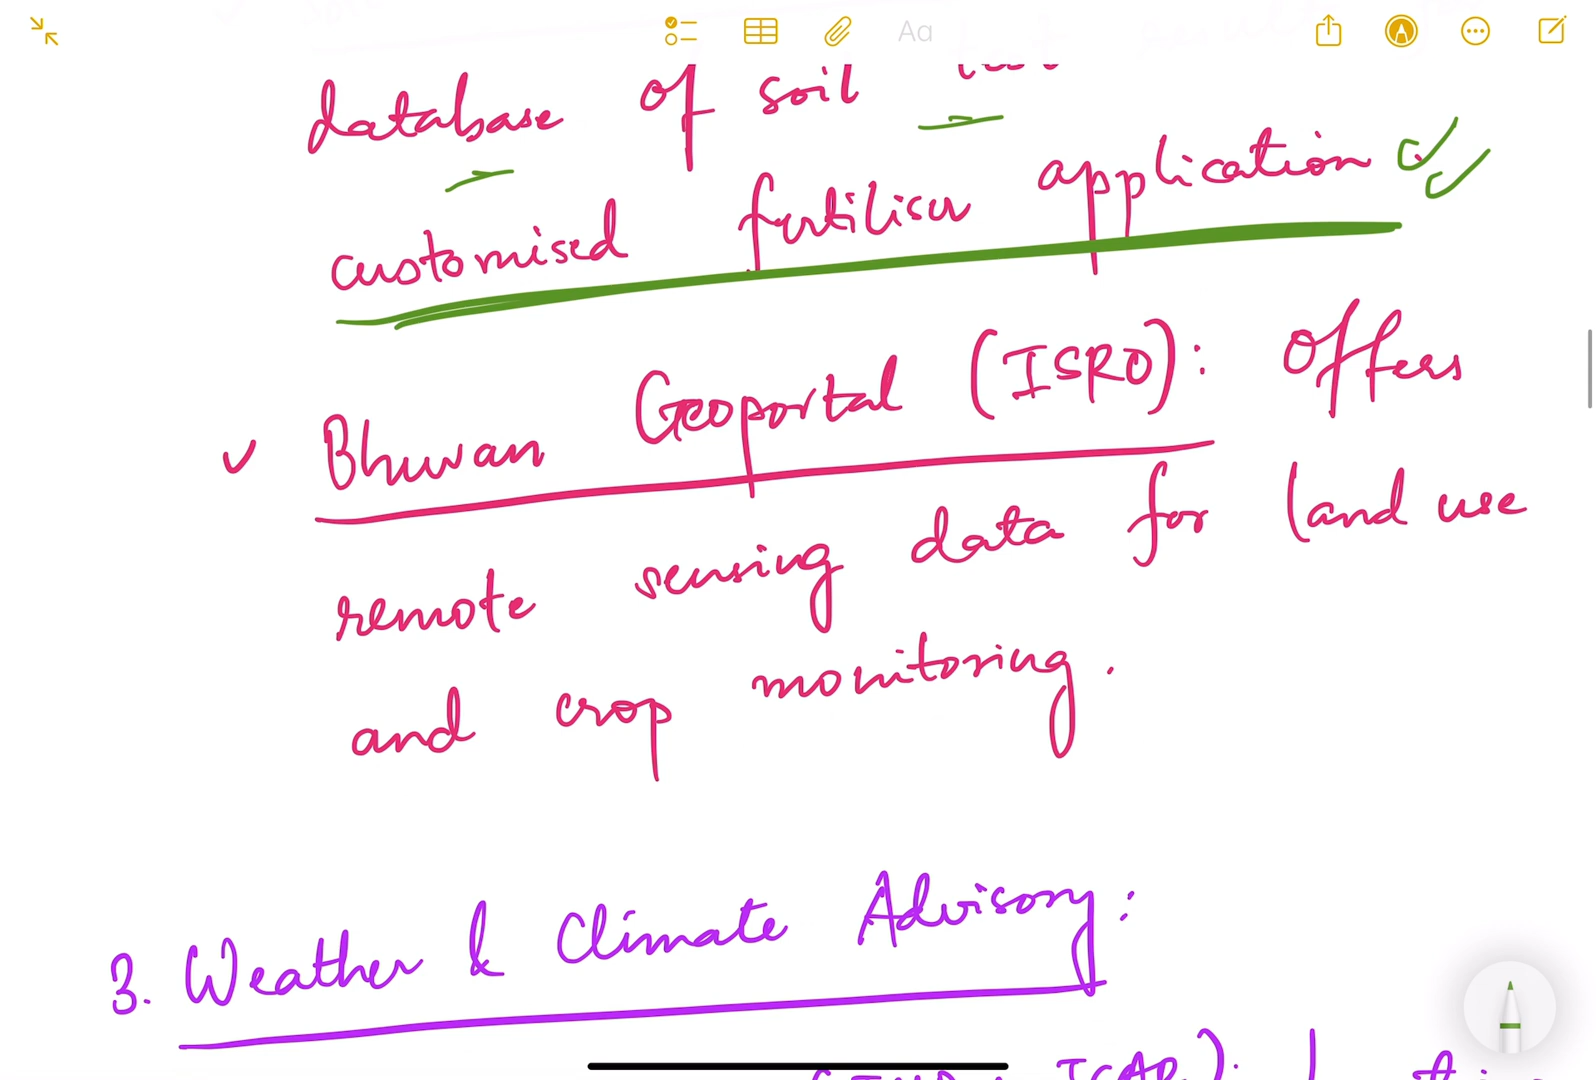 Aa
database of soil
customised fertiliser application
Bhuvan Geoportal (ISRO): Offers
remote sensing data for land use
and crop monitoring.
3. Weather & Climate Advisory: